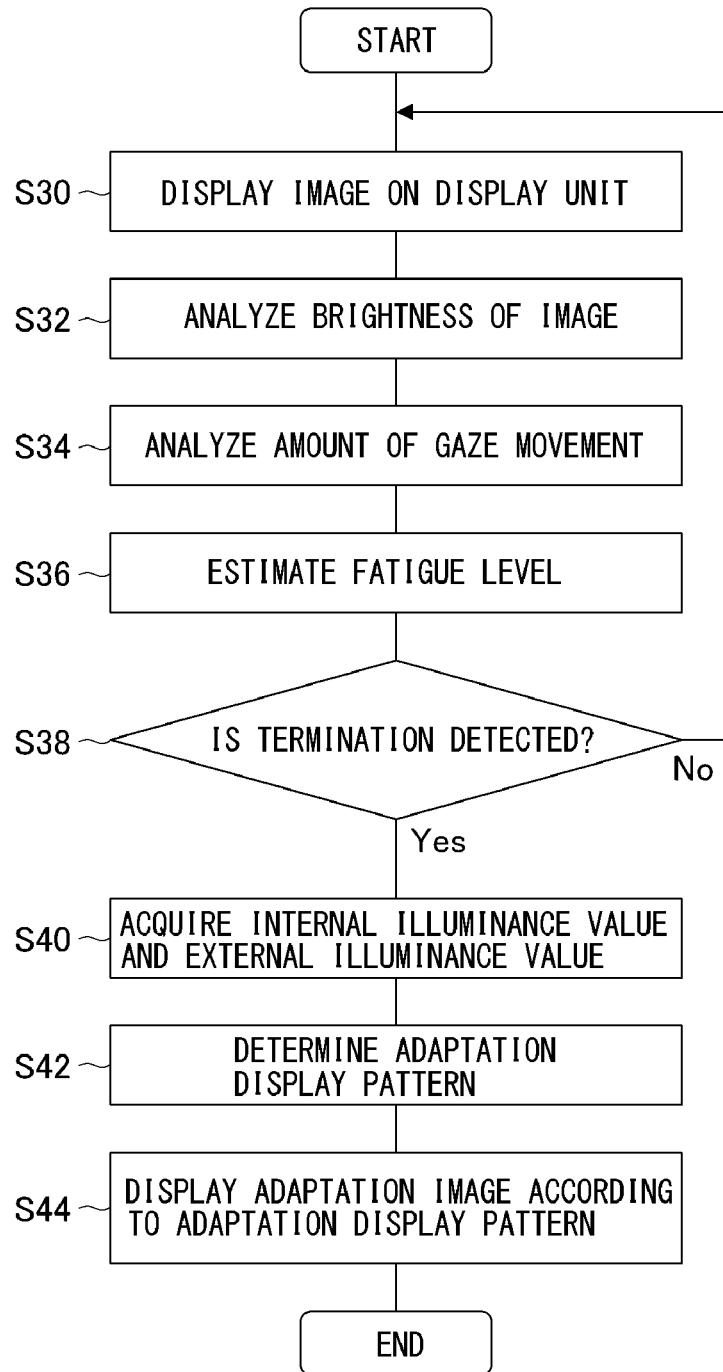 START
S30 DISPLAY IMAGE ON DISPLAY UNIT
S32 ANALYZE BRIGHTNESS OF IMAGE
S34 ANALYZE AMOUNT OF GAZE MOVEMENT
S36 ESTIMATE FATIGUE LEVEL
S38 IS TERMINATION DETECTED?
No
Yes
S40 ACQUIRE INTERNAL ILLUMINANCE VALUE
AND EXTERNAL ILLUMINANCE VALUE
S42 DETERMINE ADAPTATION
DISPLAY PATTERN
S44 DISPLAY ADAPTATION IMAGE ACCORDING
TO ADAPTATION DISPLAY PATTERN
END